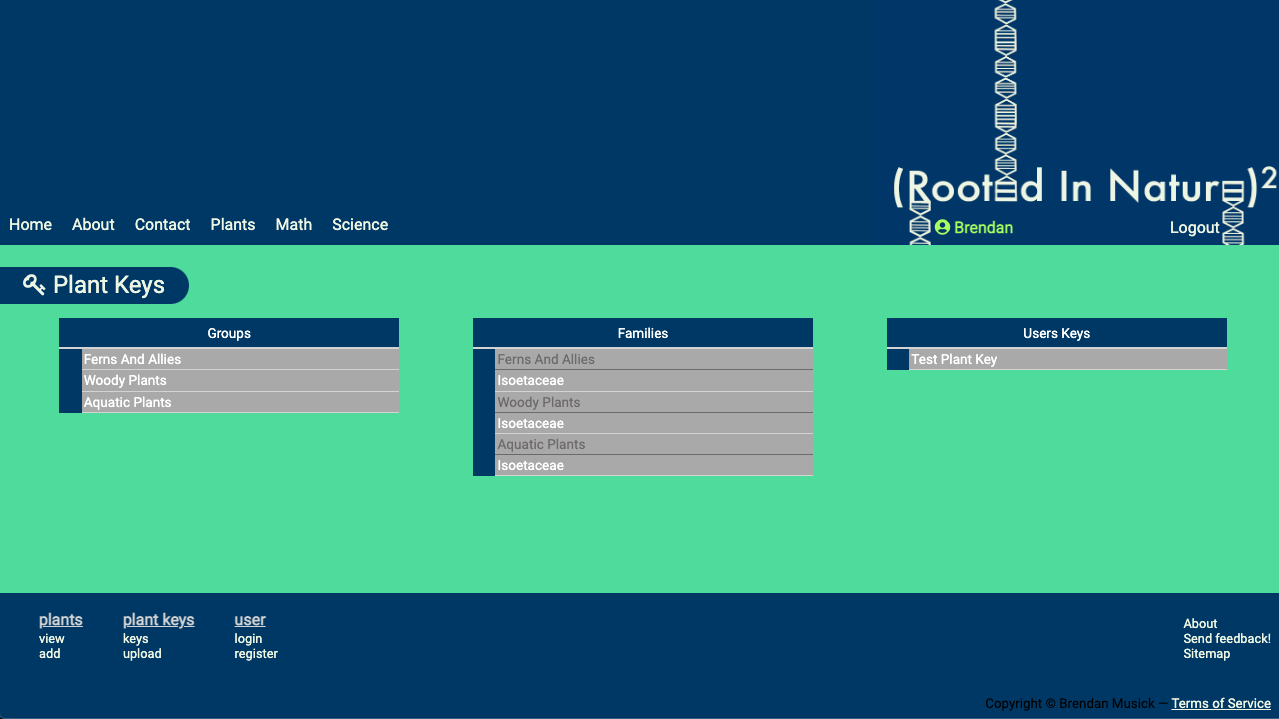 (Rooted In Nature)²
Home About Contact Plants Math Science
Brendan Logout
Plant Keys
Groups
Ferns And Allies
Woody Plants
Aquatic Plants
Families
Ferns And Allies
Isoetaceae
Woody Plants
Isoetaceae
Aquatic Plants
Isoetaceae
Users Keys
Test Plant Key
plants
view
add
plant keys
keys
upload
user
login
register
About
Send feedback!
Sitemap
Copyright © Brendan Musick — Terms of Service